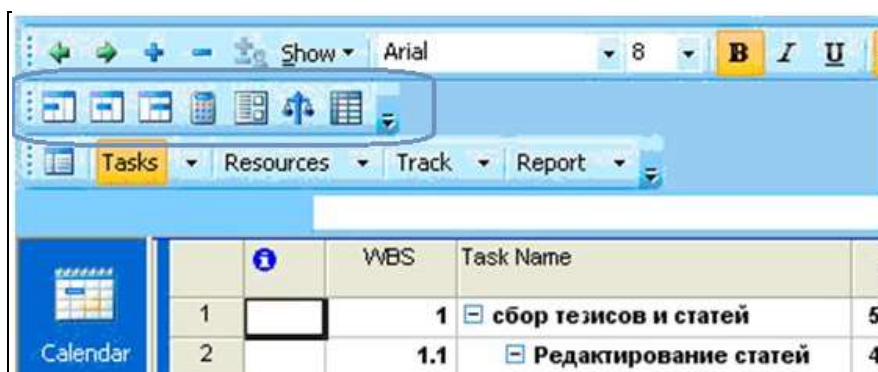 Show Arial 8 B I U
Tasks Resources Track Report
WBS Task Name
1 1 сбор тезисов и статей 5
Calendar 2 1.1 Редактирование статей 4